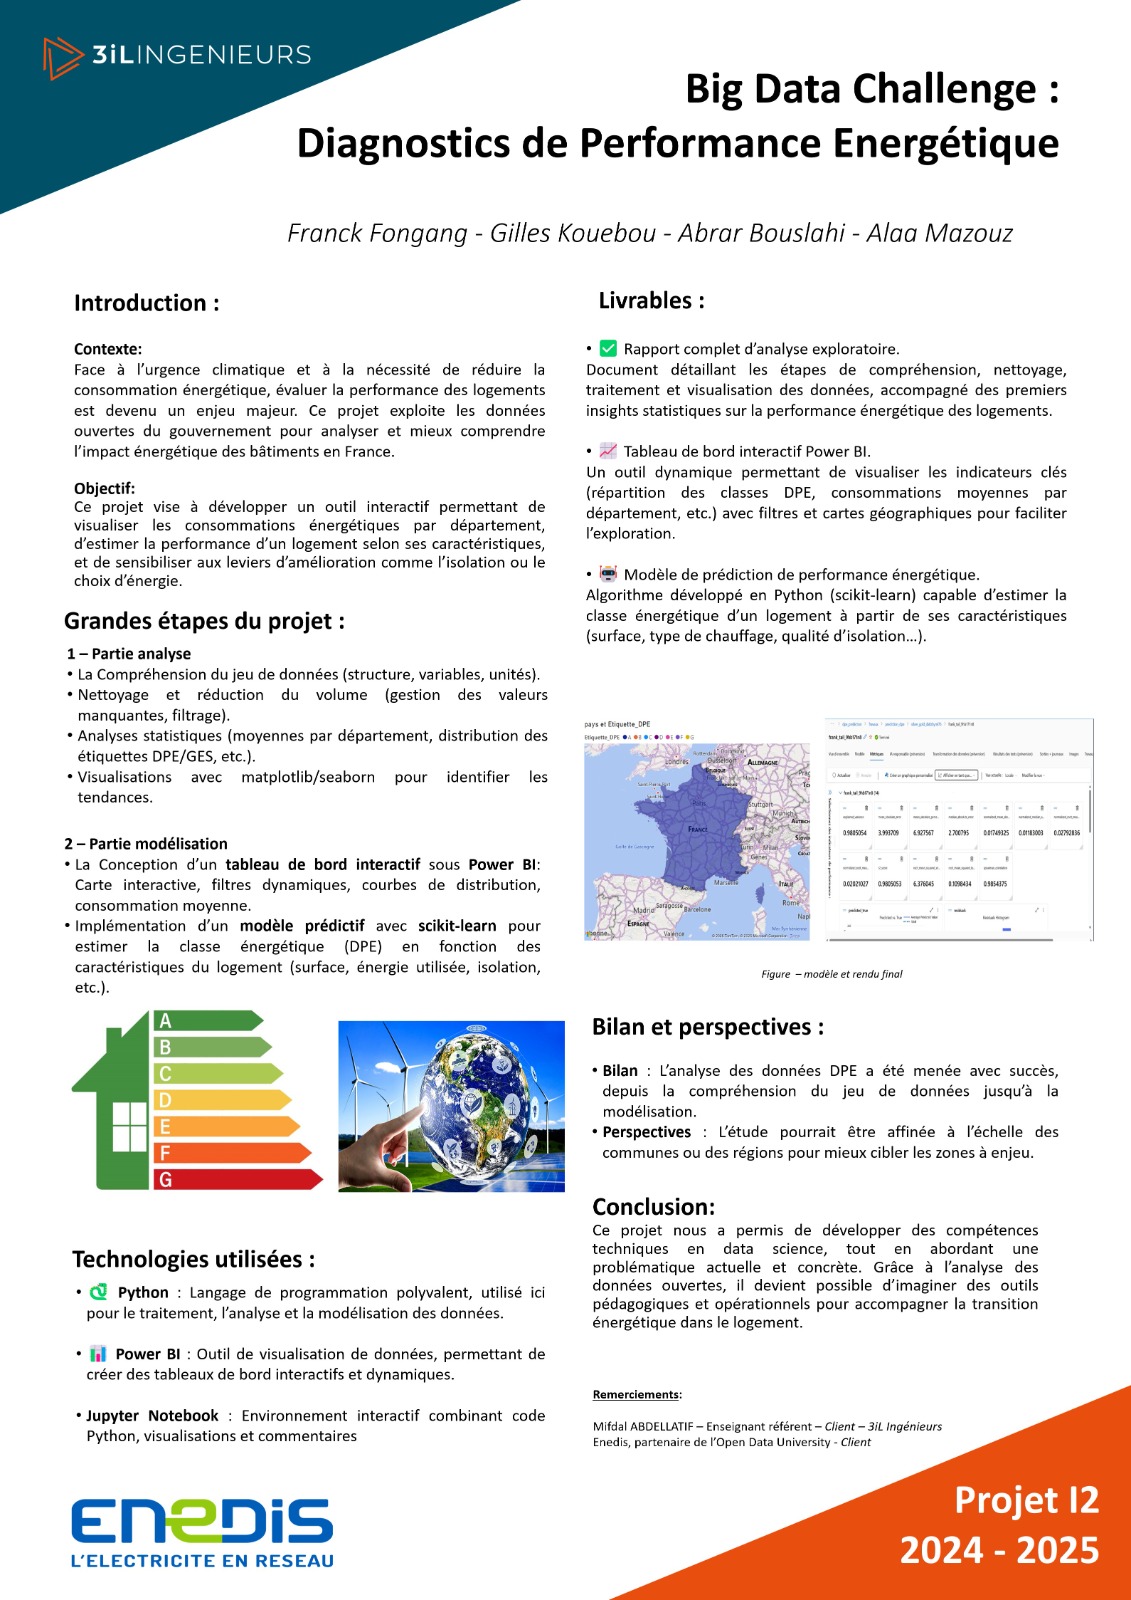 3iLINGENIEURS
Big Data Challenge :
Diagnostics de Performance Energétique
Franck Fongang - Gilles Kouebou - Abrar Bouslahi - Alaa Mazouz
Introduction :
Contexte:
Face à l’urgence climatique et à la nécessité de réduire la
consommation énergétique, évaluer la performance des logements
est devenu un enjeu majeur. Ce projet exploite les données
ouvertes du gouvernement pour analyser et mieux comprendre
l’impact énergétique des bâtiments en France.
Objectif:
Ce projet vise à développer un outil interactif permettant de
visualiser les consommations énergétiques par département,
d’estimer la performance d’un logement selon ses caractéristiques,
et de sensibiliser aux leviers d’amélioration comme l’isolation ou le
choix d’énergie.
Grandes étapes du projet :
1 – Partie analyse
• La Compréhension du jeu de données (structure, variables, unités).
• Nettoyage et réduction du volume (gestion des valeurs
manquantes, filtrage).
• Analyses statistiques (moyennes par département, distribution des
étiquettes DPE/GES, etc.).
• Visualisations avec matplotlib/seaborn pour identifier les
tendances.
2 – Partie modélisation
• La Conception d’un tableau de bord interactif sous Power BI:
Carte interactive, filtres dynamiques, courbes de distribution,
consommation moyenne.
• Implémentation d’un modèle prédictif avec scikit-learn pour
estimer la classe énergétique (DPE) en fonction des
caractéristiques du logement (surface, énergie utilisée, isolation,
etc.).
A
B
C
D
E
F
G
Technologies utilisées :
• Python : Langage de programmation polyvalent, utilisé ici
pour le traitement, l’analyse et la modélisation des données.
• Power BI : Outil de visualisation de données, permettant de
créer des tableaux de bord interactifs et dynamiques.
• Jupyter Notebook : Environnement interactif combinant code
Python, visualisations et commentaires
ENEDIS
L'ELECTRICITE EN RESEAU
Livrables :
• ✅ Rapport complet d’analyse exploratoire.
Document détaillant les étapes de compréhension, nettoyage,
traitement et visualisation des données, accompagné des premiers
insights statistiques sur la performance énergétique des logements.
• 📈 Tableau de bord interactif Power BI.
Un outil dynamique permettant de visualiser les indicateurs clés
(répartition des classes DPE, consommations moyennes par
département, etc.) avec filtres et cartes géographiques pour faciliter
l’exploration.
• 🤖 Modèle de prédiction de performance énergétique.
Algorithme développé en Python (scikit-learn) capable d’estimer la
classe énergétique d’un logement à partir de ses caractéristiques
(surface, type de chauffage, qualité d’isolation…).
pays et Etiquette_DPE
Etiquette_DPE A B C D E F G
Londres
Düsseldorf
ALLEMAGNE
Paris
Stuttgart
FRANCE
Munich
Genes
Marseille
ITALIE
Rome
Saragosse
Barcelone
Madrid
ESPAGNE
Valence
Lisbonne
Napl
0.9805054 3.993709 6.927567 2.700795 0.01749325 0.01183003 0.02792836
0.02021027 0.9805053 6.376045 0.1098434 0.9854375
Figure – modèle et rendu final
Bilan et perspectives :
• Bilan : L’analyse des données DPE a été menée avec succès,
depuis la compréhension du jeu de données jusqu’à la
modélisation.
• Perspectives : L’étude pourrait être affinée à l’échelle des
communes ou des régions pour mieux cibler les zones à enjeu.
Conclusion:
Ce projet nous a permis de développer des compétences
techniques en data science, tout en abordant une
problématique actuelle et concrète. Grâce à l’analyse des
données ouvertes, il devient possible d’imaginer des outils
pédagogiques et opérationnels pour accompagner la transition
énergétique dans le logement.
Remerciements:
Mifdal ABDELLATIF – Enseignant référent – Client – 3iL Ingénieurs
Enedis, partenaire de l’Open Data University - Client
Projet I2
2024 - 2025